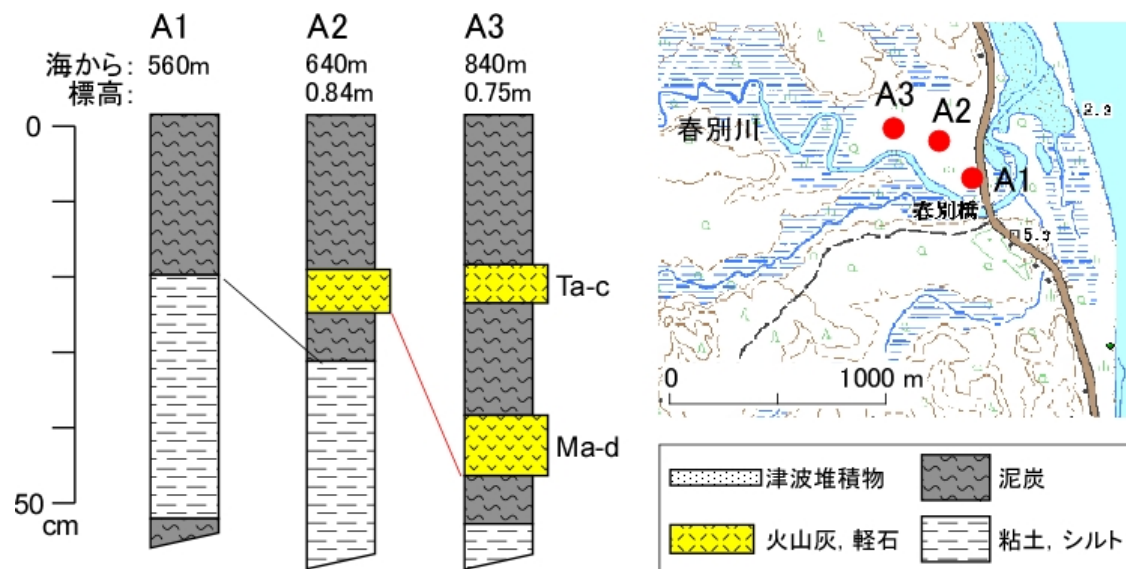 A1 A2 A3
海から: 560m 640m 840m
標高: 0.84m 0.75m
0
50
cm
Ta-c
Ma-d
春別川
A3
A2
A1
春別橋
2.3
5.3
0 1000 m
津波堆積物
泥炭
火山灰, 軽石
粘土, シルト